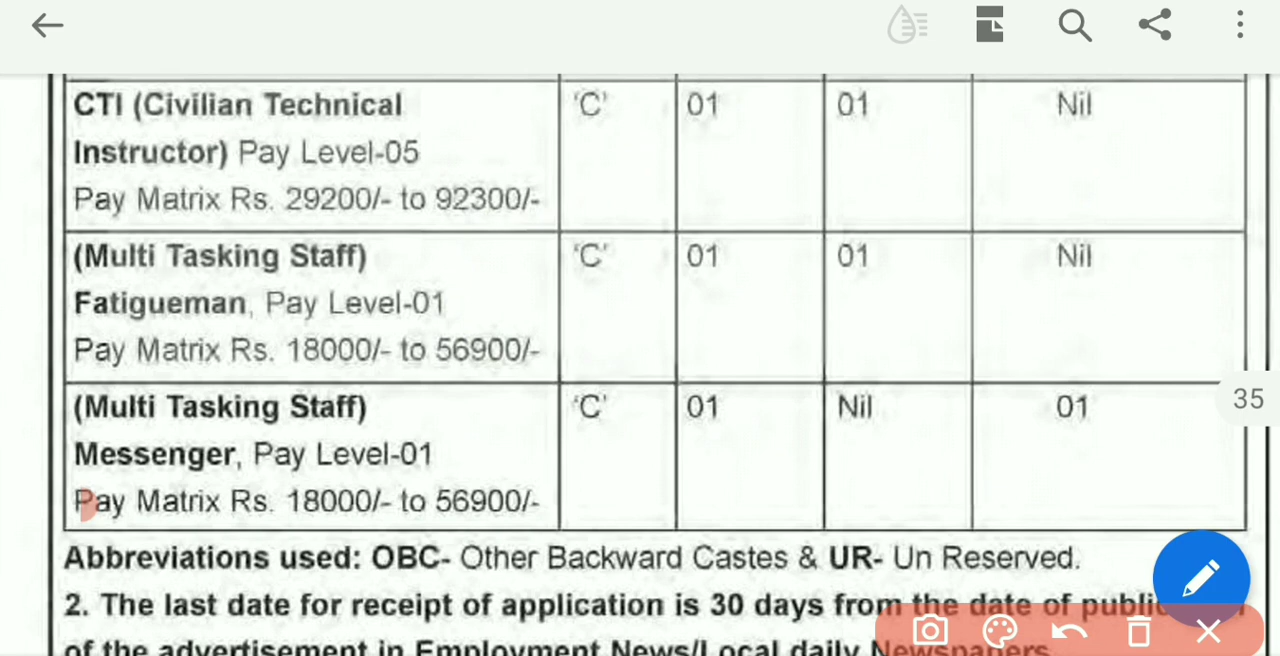 CTI (Civilian Technical 'C' 01 01 Nil
Instructor) Pay Level-05
Pay Matrix Rs. 29200/- to 92300/-
(Multi Tasking Staff) 'C' 01 01 Nil
Fatigueman, Pay Level-01
Pay Matrix Rs. 18000/- to 56900/-
(Multi Tasking Staff) 'C' 01 Nil 01
35
Messenger, Pay Level-01
Pay Matrix Rs. 18000/- to 56900/-
Abbreviations used: OBC- Other Backward Castes & UR- Un Reserved.
2. The last date for receipt of application is 30 days from the date of
of the advertisement in Employment News/Local daily Newspapers